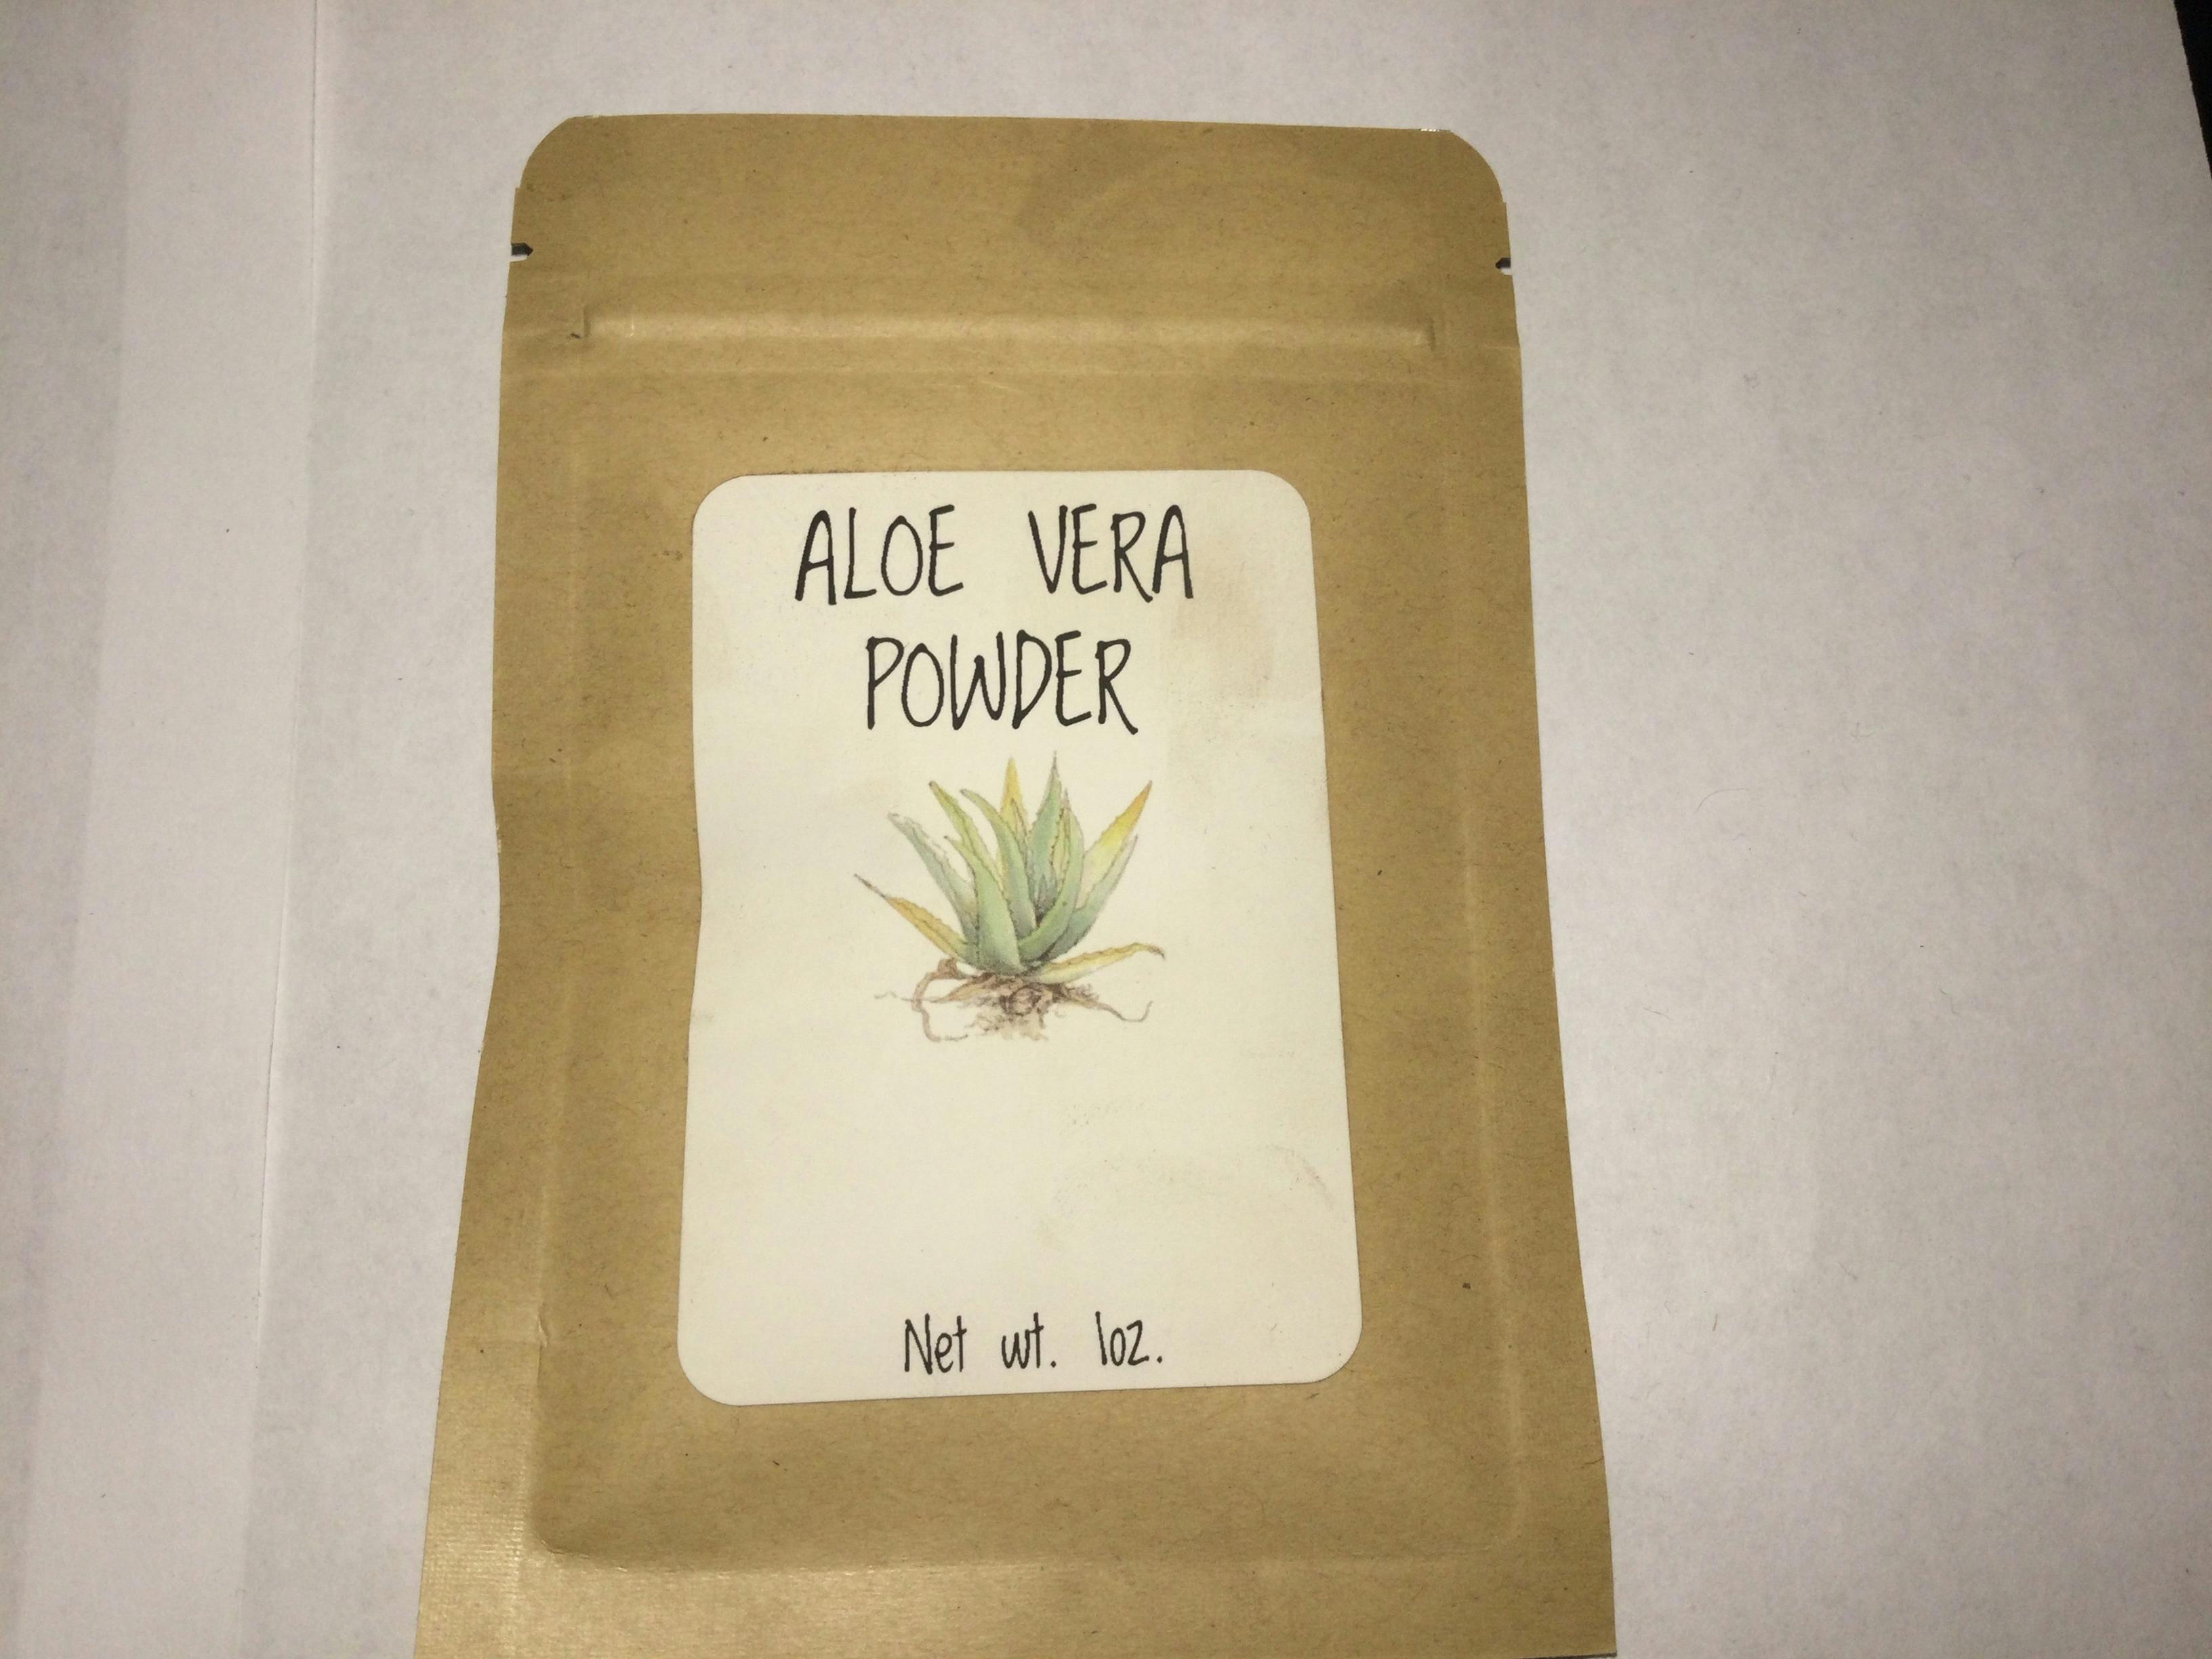 ALOE VERA
POWDER
Net wt. 1oz.